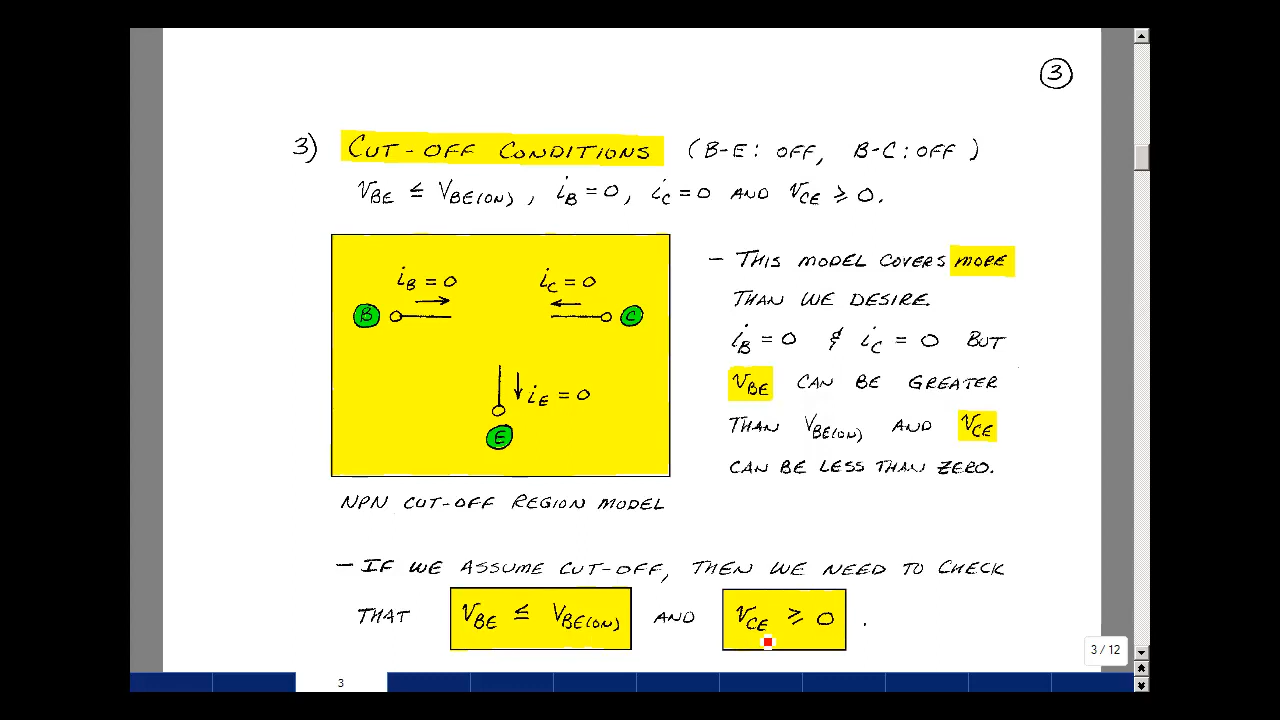 3
3) CUT-OFF CONDITIONS (B-E: OFF, B-C: OFF)
VBE ≤ VBE(ON), iB = 0, iC = 0 AND VCE ≥ 0.
iB = 0 iC = 0
B C
iE = 0
E
NPN CUT-OFF REGION MODEL
- THIS MODEL COVERS MORE
THAN WE DESIRE.
iB = 0 & iC = 0 BUT
VBE CAN BE GREATER
THAN VBE(ON) AND VCE
CAN BE LESS THAN ZERO.
- IF WE ASSUME CUT-OFF, THEN WE NEED TO CHECK
THAT VBE ≤ VBE(ON) AND VCE ≥ 0 .
3 / 12
3